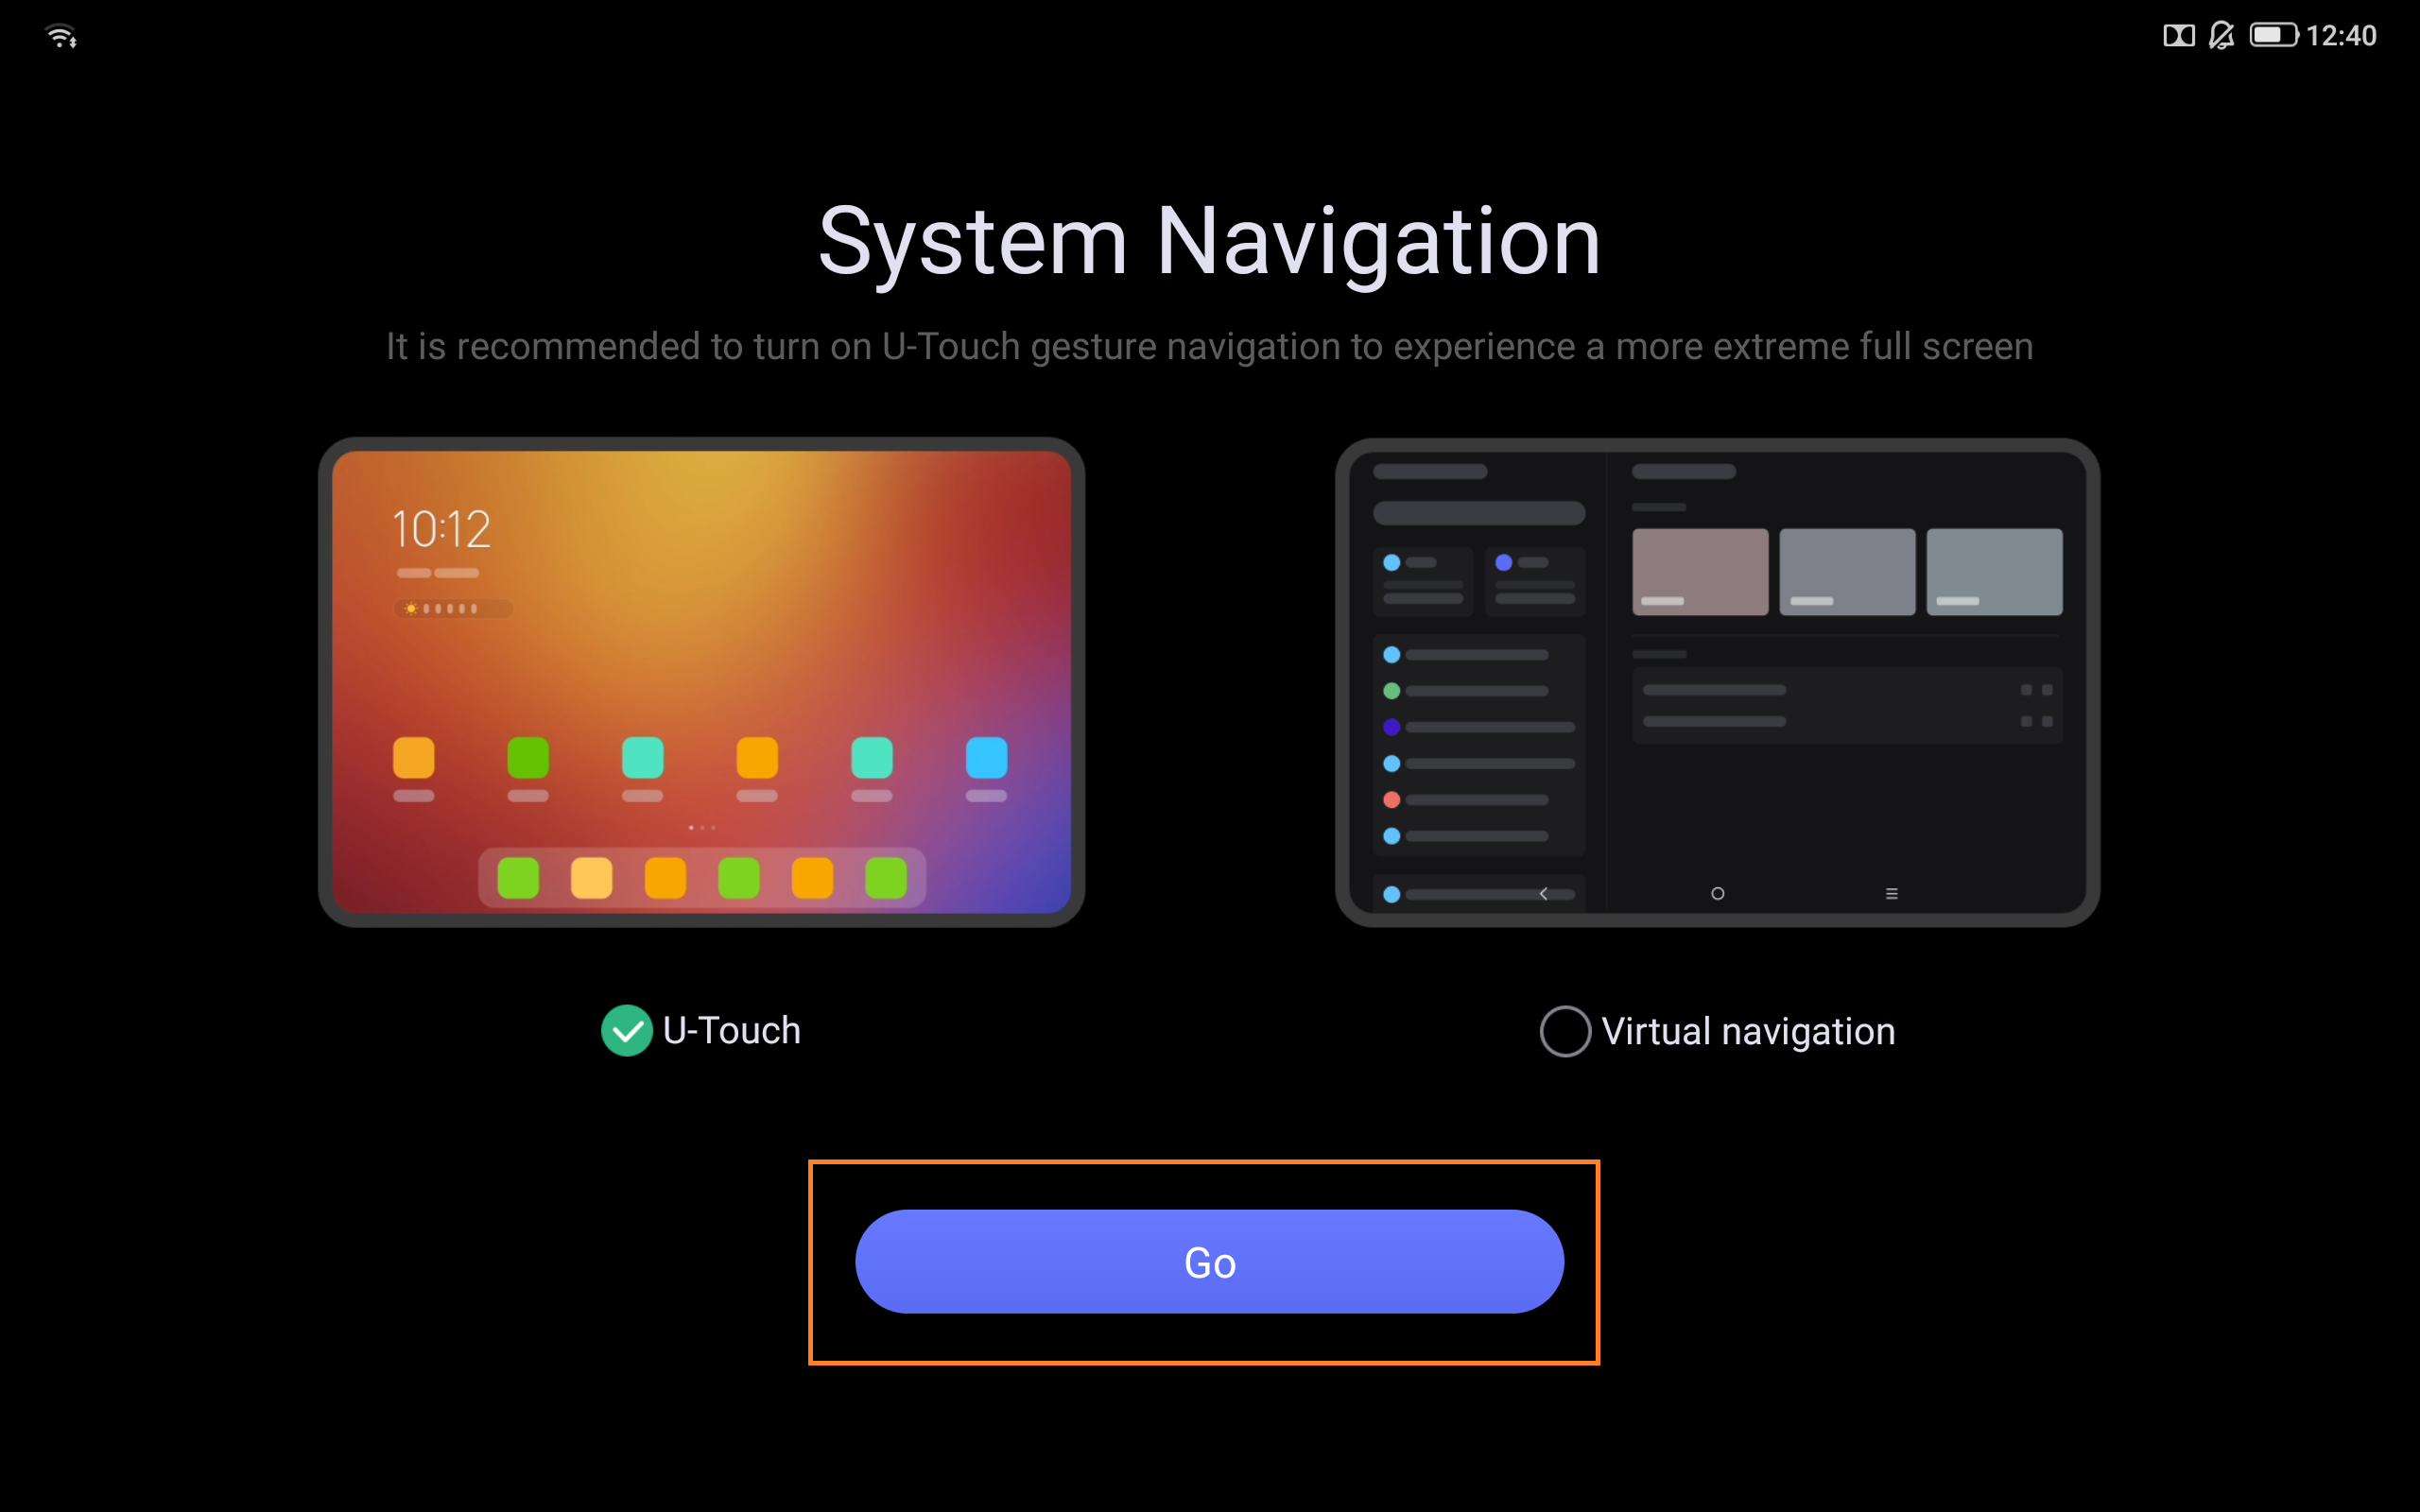 12:40
System Navigation
It is recommended to turn on U-Touch gesture navigation to experience a more extreme full screen
10:12
U-Touch
Virtual navigation
Go